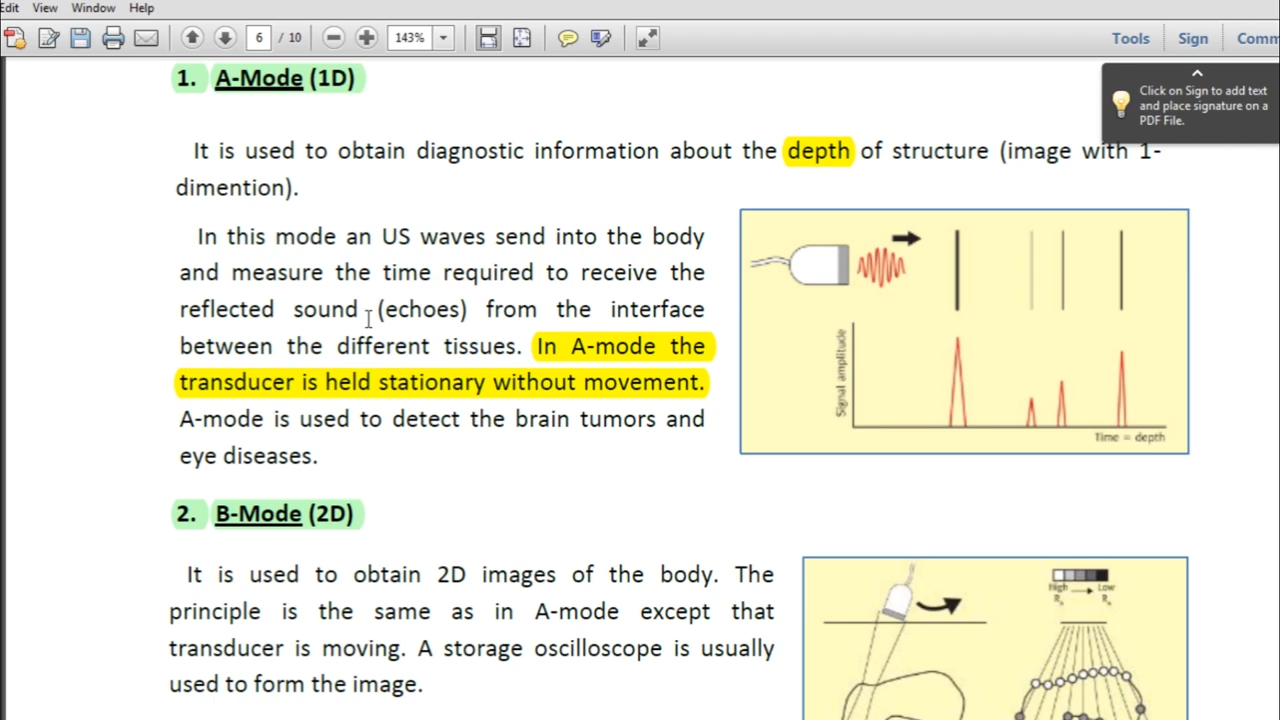 Edit View Window Help
6 / 10 143% Tools Sign Comm
Click on Sign to add text
and place signature on a
PDF File.
1. A-Mode (1D)
It is used to obtain diagnostic information about the depth of structure (image with 1-
dimention).
In this mode an US waves send into the body
and measure the time required to receive the
reflected sound (echoes) from the interface
between the different tissues. In A-mode the
transducer is held stationary without movement.
A-mode is used to detect the brain tumors and
eye diseases.
Signal amplitude
Time = depth
2. B-Mode (2D)
It is used to obtain 2D images of the body. The
principle is the same as in A-mode except that
transducer is moving. A storage oscilloscope is usually
used to form the image.
High Low